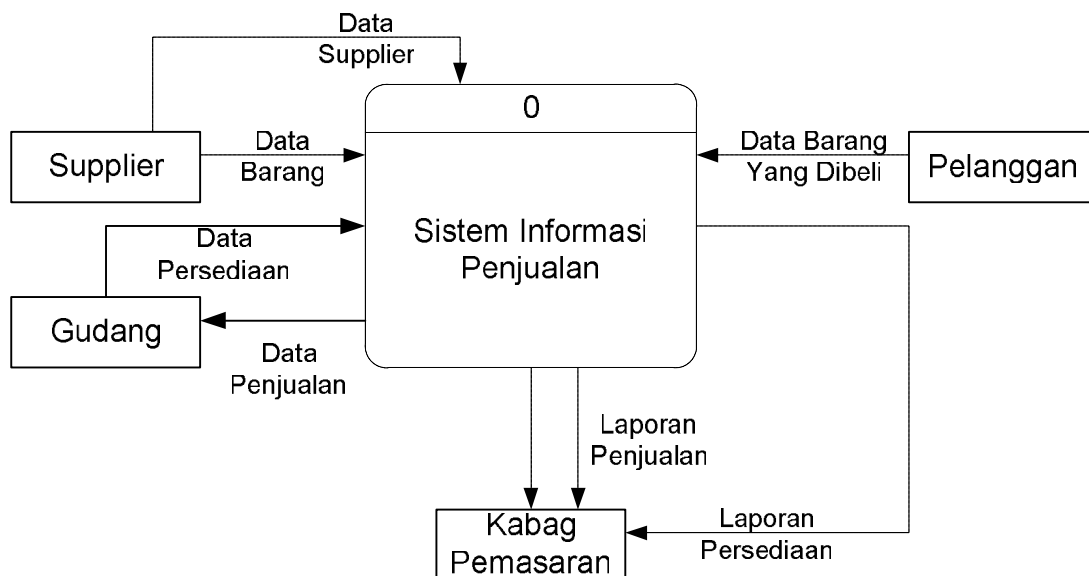 Data
Supplier
0
Supplier
Data
Barang
Data Barang
Yang Dibeli
Pelanggan
Sistem Informasi
Penjualan
Data
Persediaan
Gudang
Data
Penjualan
Laporan
Penjualan
Kabag
Pemasaran
Laporan
Persediaan